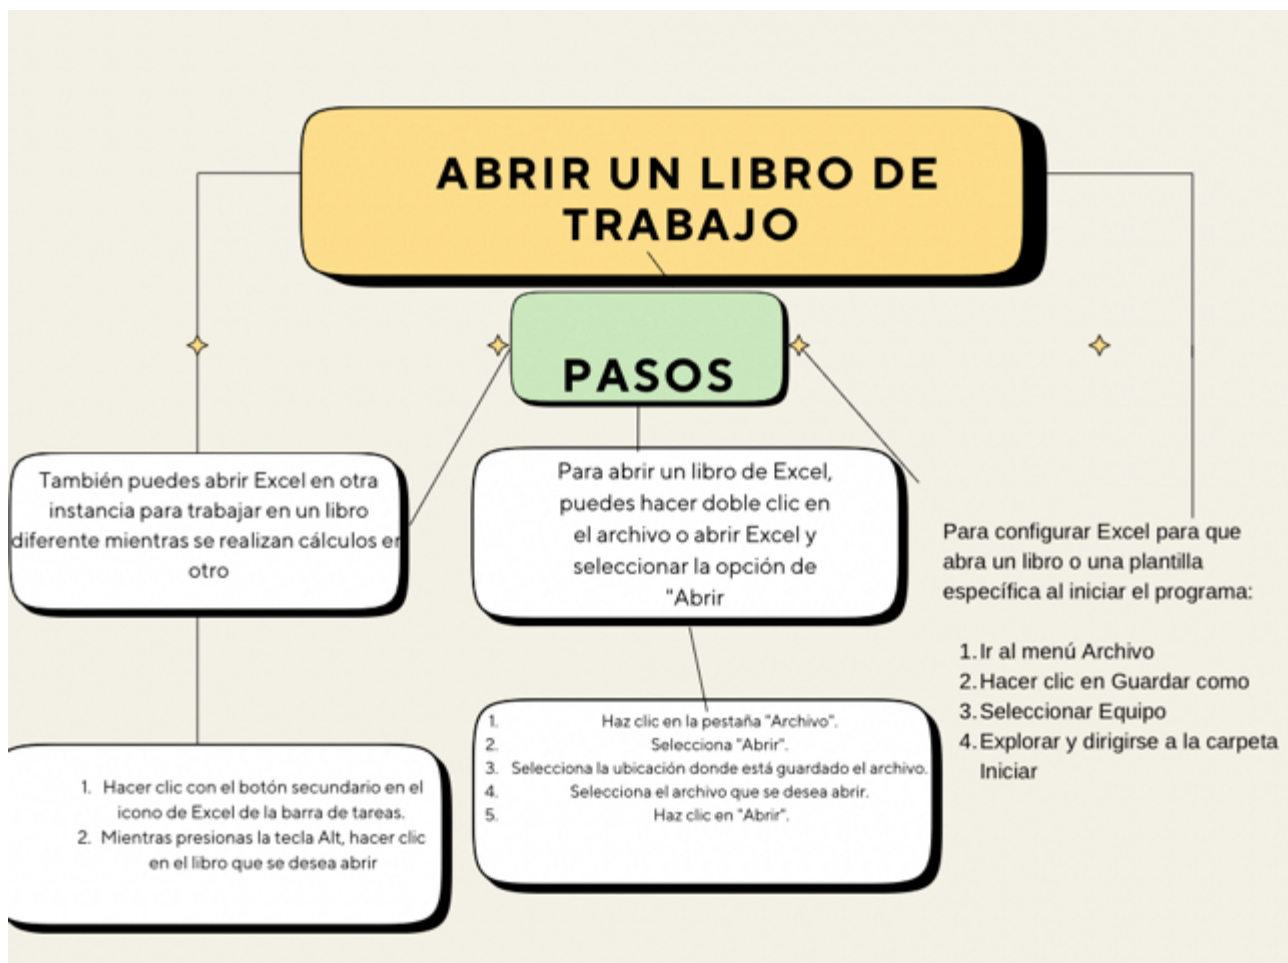 ABRIR UN LIBRO DE
TRABAJO
PASOS
También puedes abrir Excel en otra
instancia para trabajar en un libro
diferente mientras se realizan cálculos en
otro
1. Hacer clic con el botón secundario en el
icono de Excel de la barra de tareas.
2. Mientras presionas la tecla Alt, hacer clic
en el libro que se desea abrir
Para abrir un libro de Excel,
puedes hacer doble clic en
el archivo o abrir Excel y
seleccionar la opción de
"Abrir
1. Haz clic en la pestaña "Archivo".
2. Selecciona "Abrir".
3. Selecciona la ubicación donde está guardado el archivo.
4. Selecciona el archivo que se desea abrir.
5. Haz clic en "Abrir".
Para configurar Excel para que
abra un libro o una plantilla
específica al iniciar el programa:
1. Ir al menú Archivo
2. Hacer clic en Guardar como
3. Seleccionar Equipo
4. Explorar y dirigirse a la carpeta
Iniciar